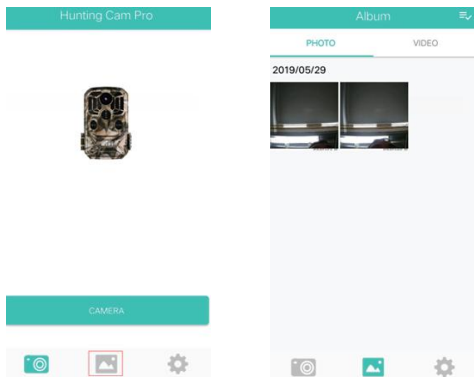 Hunting Cam Pro
CAMERA
Album
PHOTO
VIDEO
2019/05/29